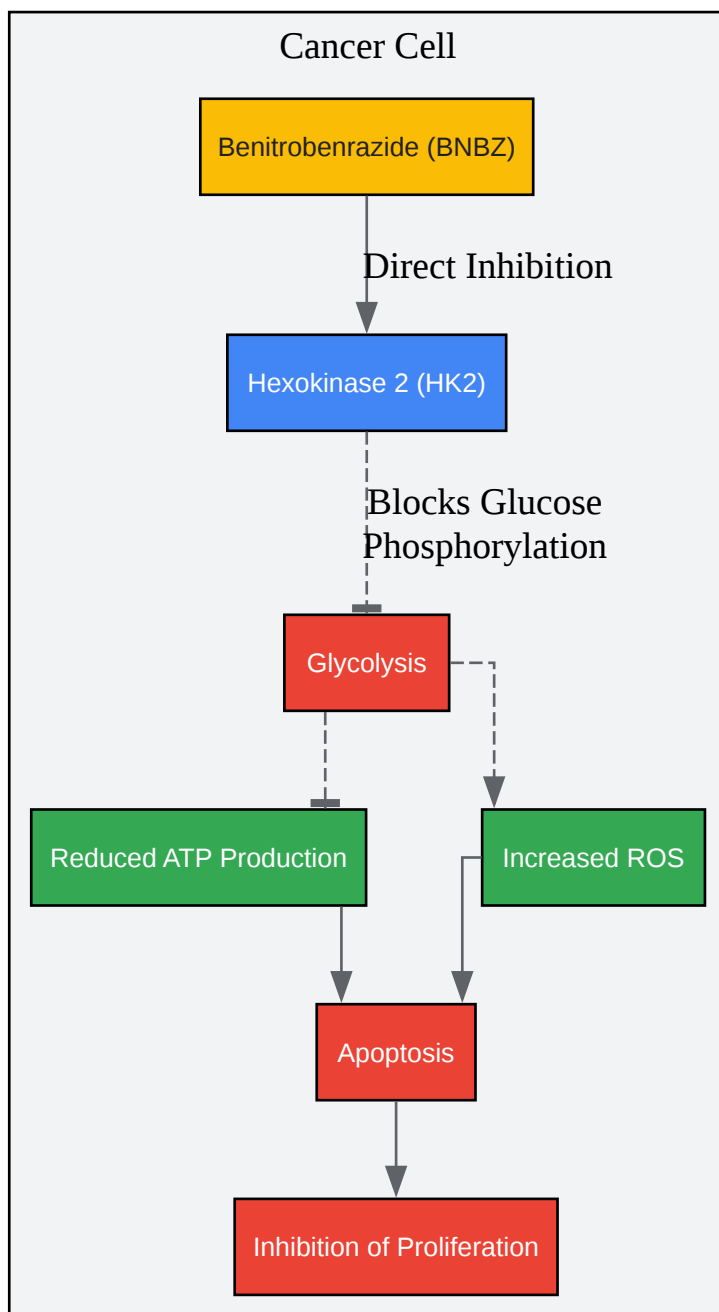 Cancer Cell
Benitrobenrazide (BNBZ)
Direct Inhibition
Hexokinase 2 (HK2)
Blocks Glucose
Phosphorylation
Glycolysis
Reduced ATP Production
Increased ROS
Apoptosis
Inhibition of Proliferation